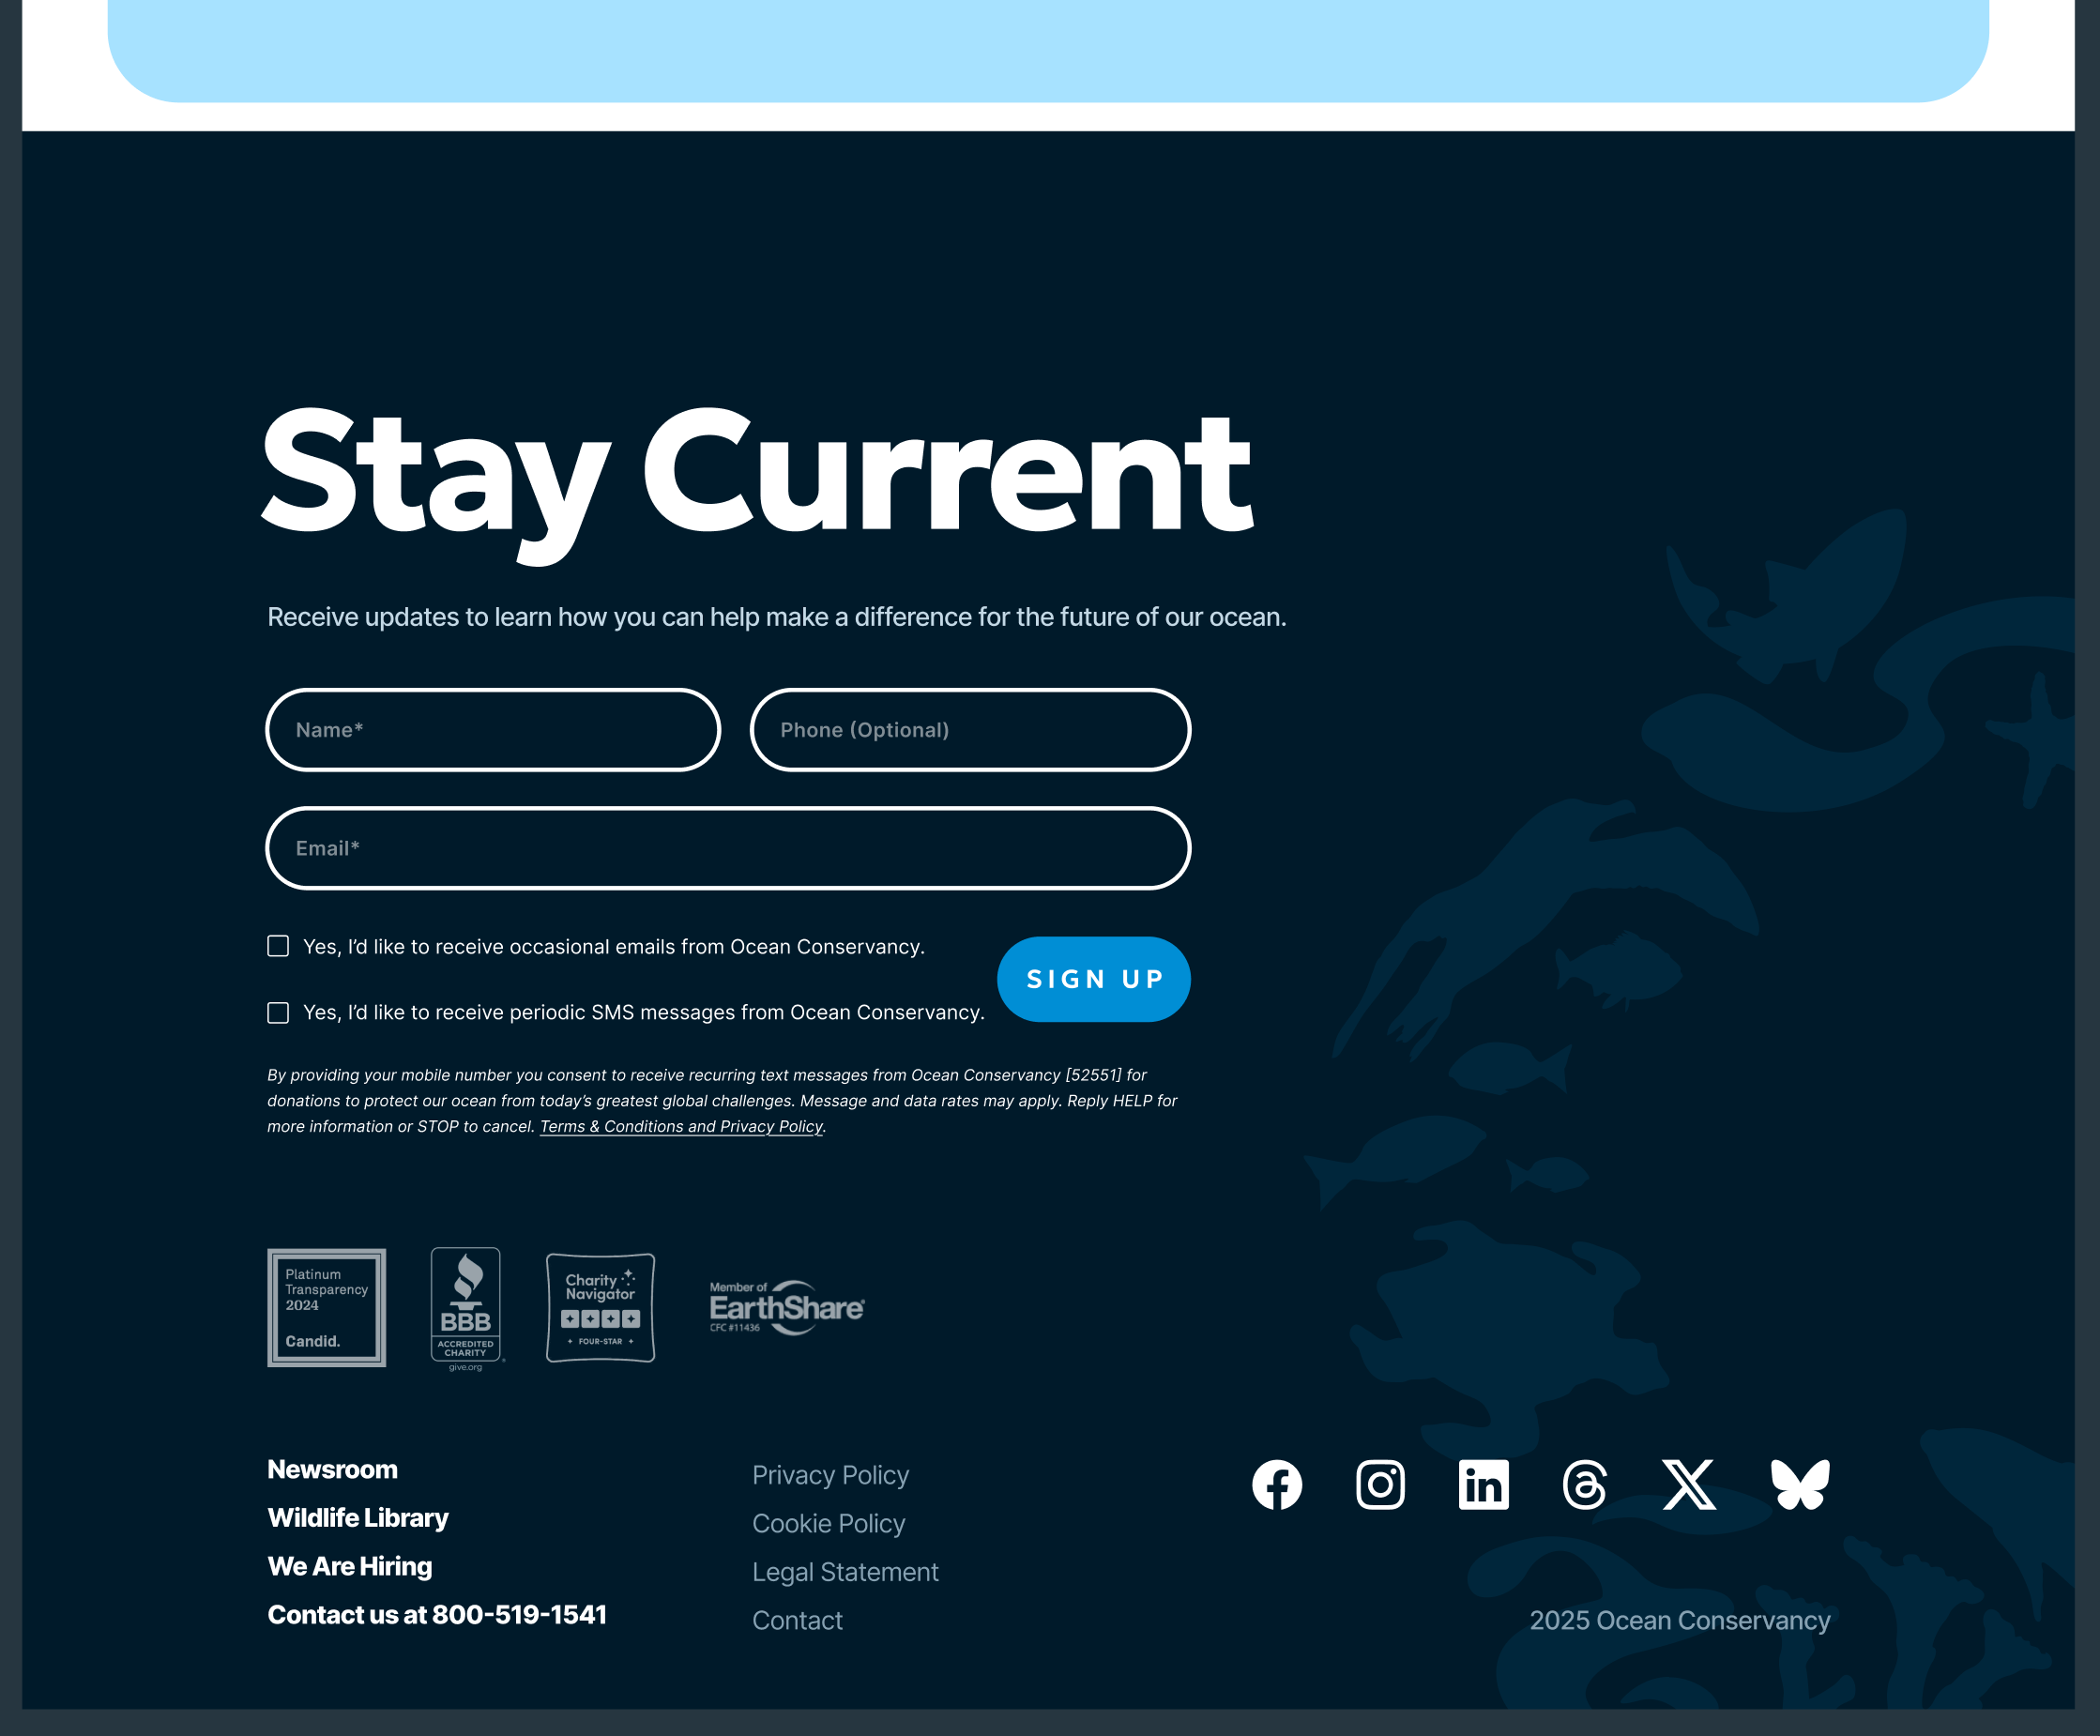 Stay Current
Receive updates to learn how you can help make a difference for the future of our ocean.
Name*
Phone (Optional)
Email*
Yes, I’d like to receive occasional emails from Ocean Conservancy.
Yes, I’d like to receive periodic SMS messages from Ocean Conservancy.
SIGN UP
By providing your mobile number you consent to receive recurring text messages from Ocean Conservancy [52551] for
donations to protect our ocean from today’s greatest global challenges. Message and data rates may apply. Reply HELP for
more information or STOP to cancel. Terms & Conditions and Privacy Policy.
Platinum
Transparency
2024
Candid.
BBB
ACCREDITED
CHARITY
®
give.org
Charity
Navigator
FOUR-STAR
Member of
EarthShare®
CFC #11436
Newsroom
Wildlife Library
We Are Hiring
Contact us at 800-519-1541
Privacy Policy
Cookie Policy
Legal Statement
Contact
in
2025 Ocean Conservancy